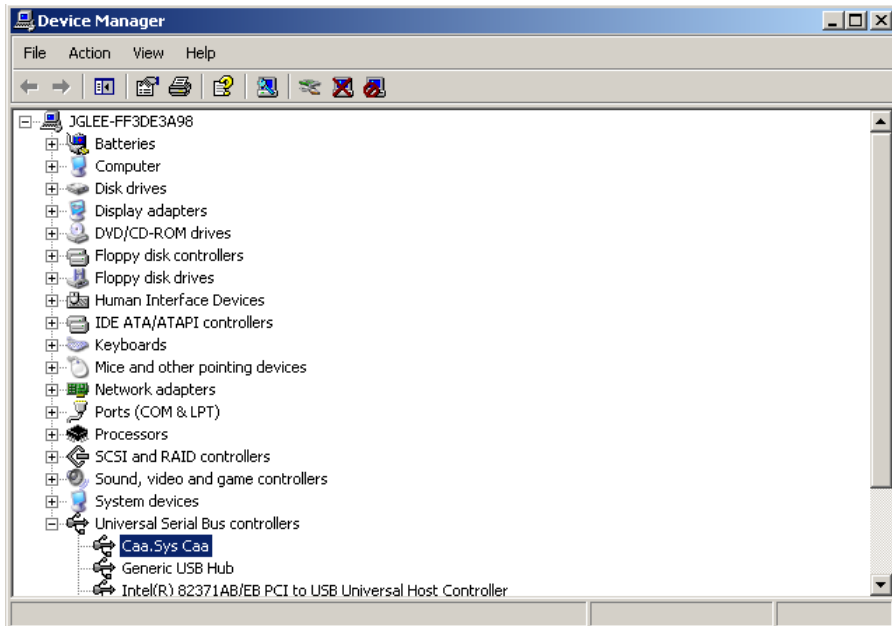 Device Manager
File Action View Help
JGLEE-FF3DE3A98
Batteries
Computer
Disk drives
Display adapters
DVD/CD-ROM drives
Floppy disk controllers
Floppy disk drives
Human Interface Devices
IDE ATA/ATAPI controllers
Keyboards
Mice and other pointing devices
Network adapters
Ports (COM & LPT)
Processors
SCSI and RAID controllers
Sound, video and game controllers
System devices
Universal Serial Bus controllers
Caa.Sys Caa
Generic USB Hub
Intel(R) 82371AB/EB PCI to USB Universal Host Controller